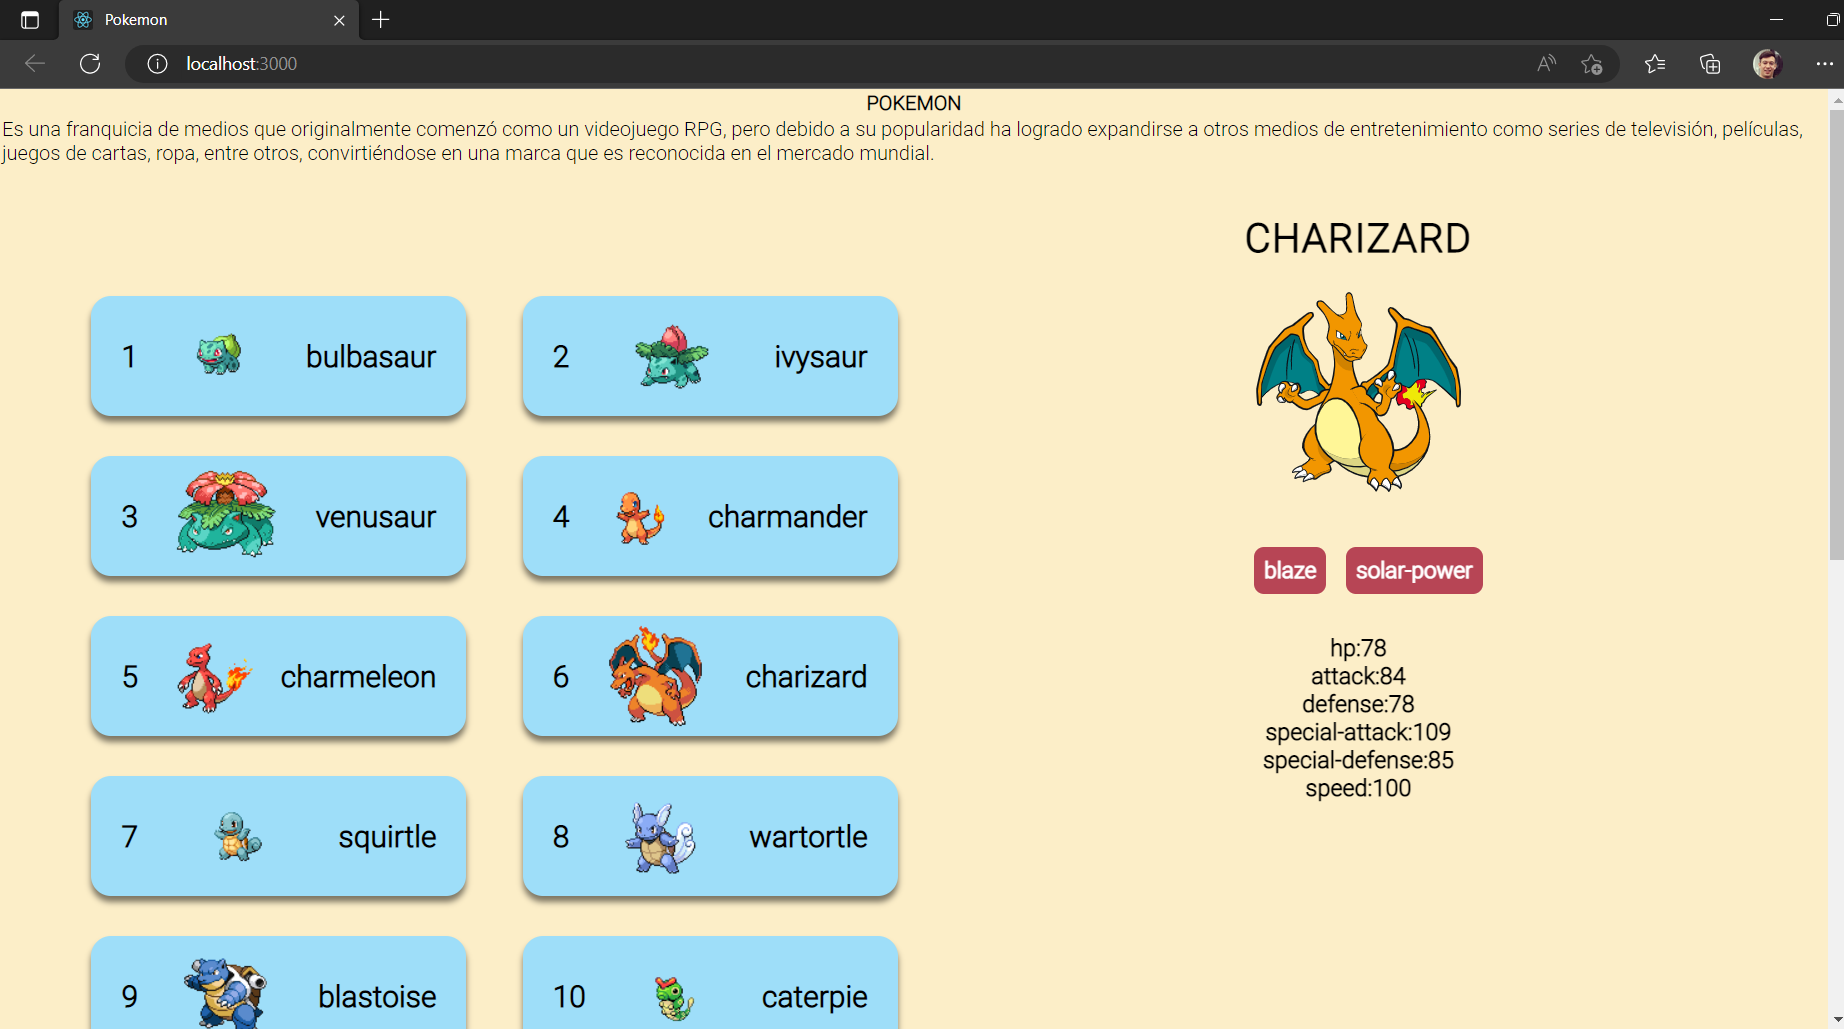 Pokemon
localhost:3000
POKEMON
Es una franquicia de medios que originalmente comenzó como un videojuego RPG, pero debido a su popularidad ha logrado expandirse a otros medios de entretenimiento como series de televisión, películas,
juegos de cartas, ropa, entre otros, convirtiéndose en una marca que es reconocida en el mercado mundial.
1 bulbasaur
2 ivysaur
3 venusaur
4 charmander
5 charmeleon
6 charizard
7 squirtle
8 wartortle
9 blastoise
10 caterpie
CHARIZARD
blaze solar-power
hp:78
attack:84
defense:78
special-attack:109
special-defense:85
speed:100